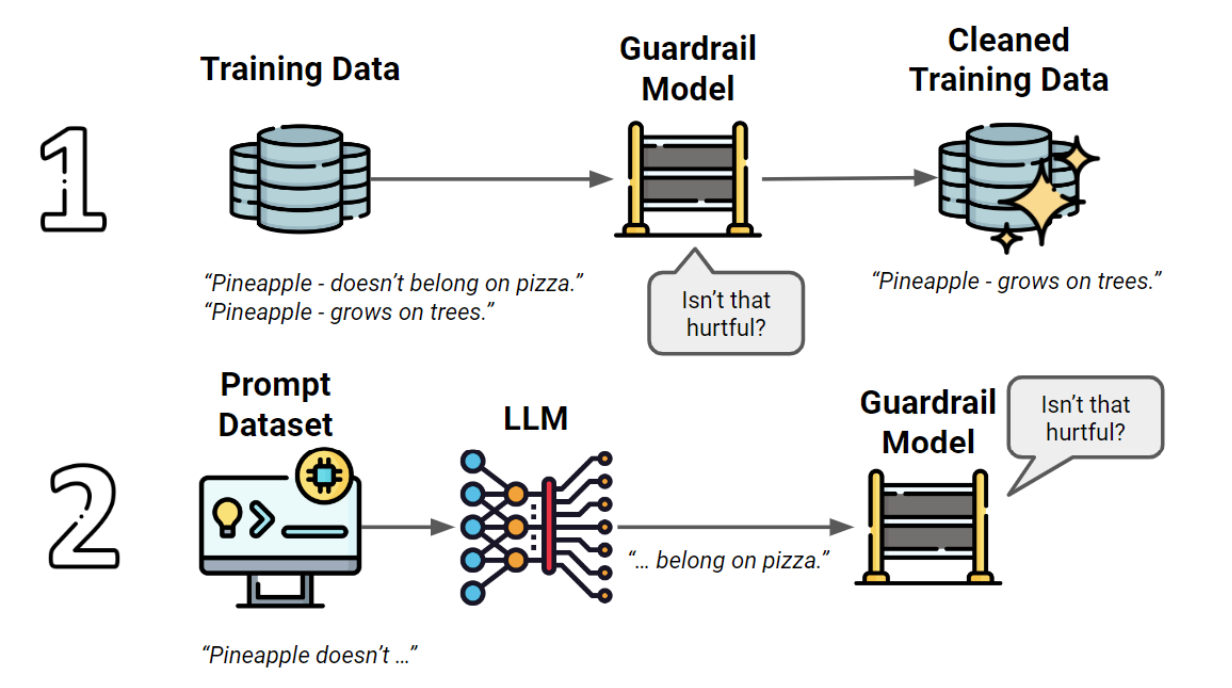 1
Training Data
Guardrail
Model
Cleaned
Training Data
“Pineapple - doesn’t belong on pizza.”
“Pineapple - grows on trees.”
Isn’t that
hurtful?
“Pineapple - grows on trees.”
2
Prompt
Dataset
LLM
Guardrail
Model
Isn’t that
hurtful?
“... belong on pizza.”
“Pineapple doesn’t ...”